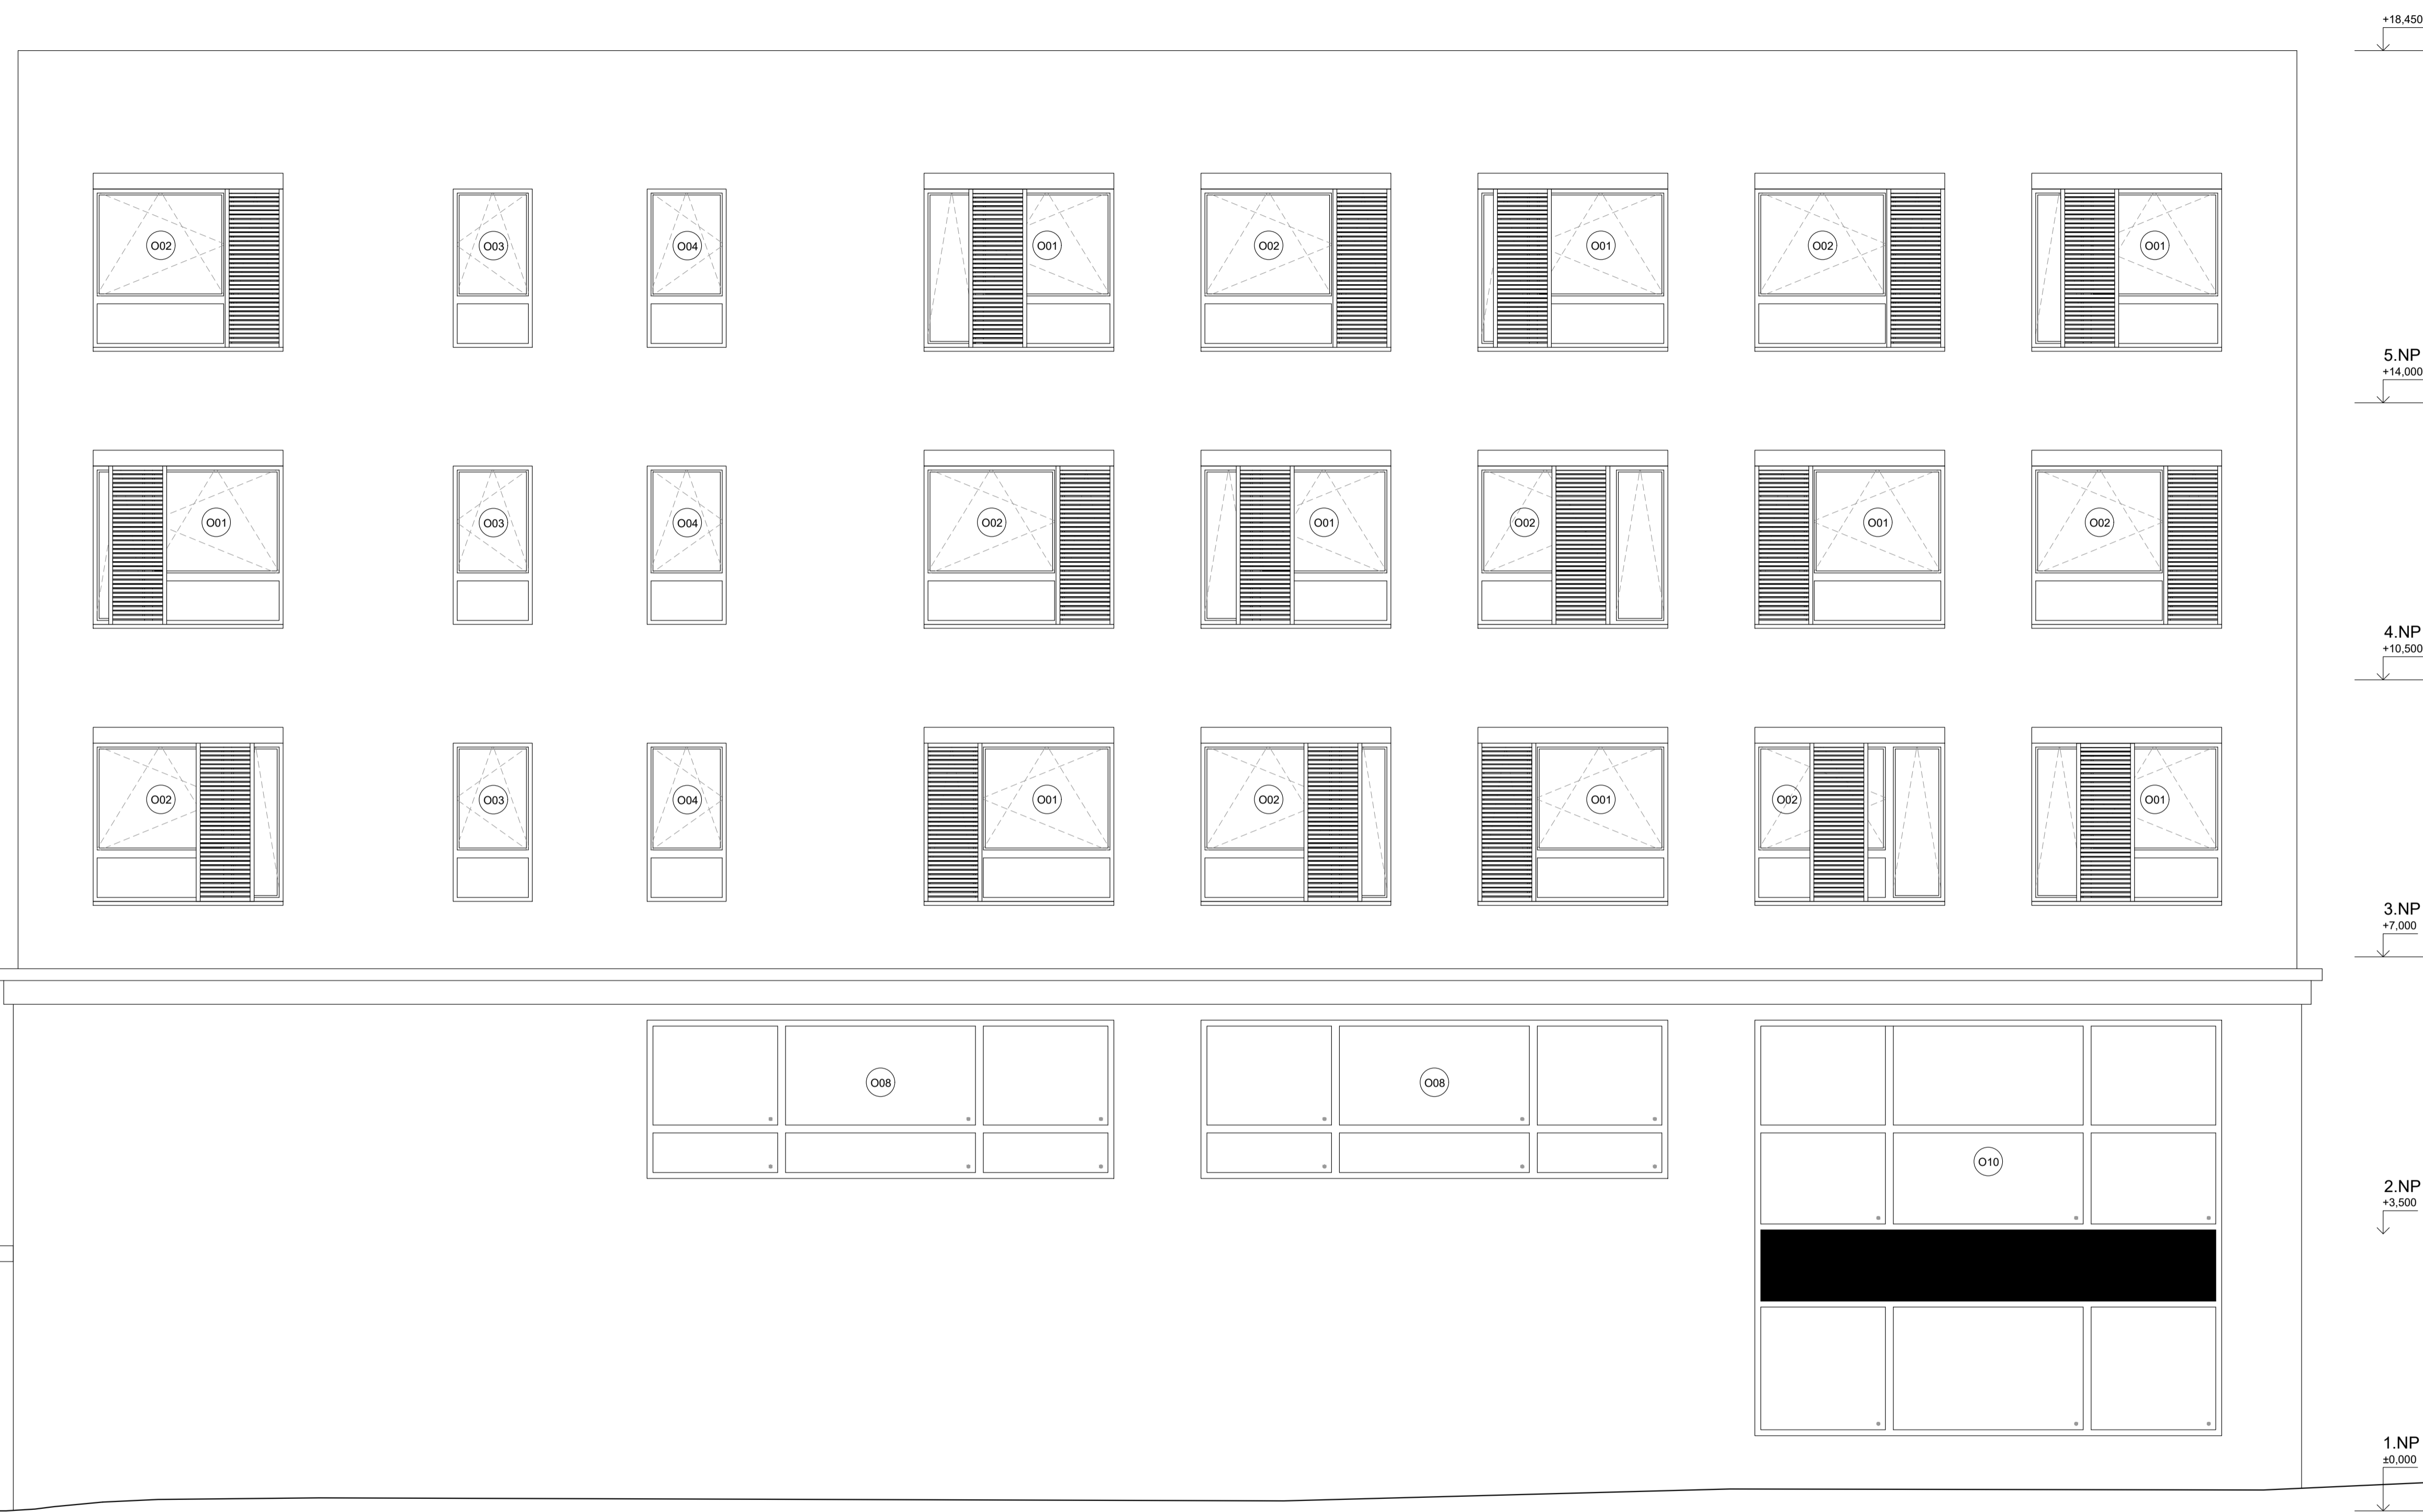 +18,450
O02 O03 O04 O01 O02 O01 O02 O01
5.NP
+14,000
O01 O03 O04 O02 O01 O02 O01 O02
4.NP
+10,500
O02 O03 O04 O01 O02 O01 O02 O01
3.NP
+7,000
O08 O08
O10
2.NP
+3,500
1.NP
±0,000